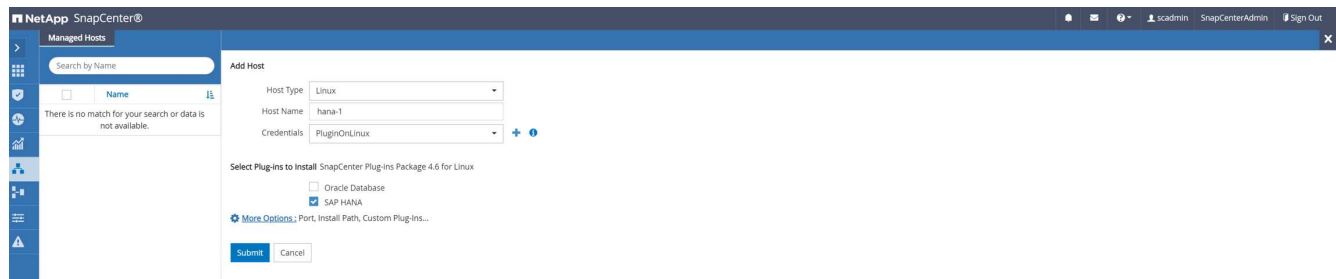 NetApp SnapCenter® scadmin SnapCenterAdmin Sign Out
Managed Hosts
Search by Name
Name
There is no match for your search or data is
not available.
Add Host
Host Type Linux
Host Name hana-1
Credentials PluginOnLinux
Select Plug-ins to Install SnapCenter Plug-ins Package 4.6 for Linux
Oracle Database
SAP HANA
More Options : Port, Install Path, Custom Plug-Ins...
Submit Cancel